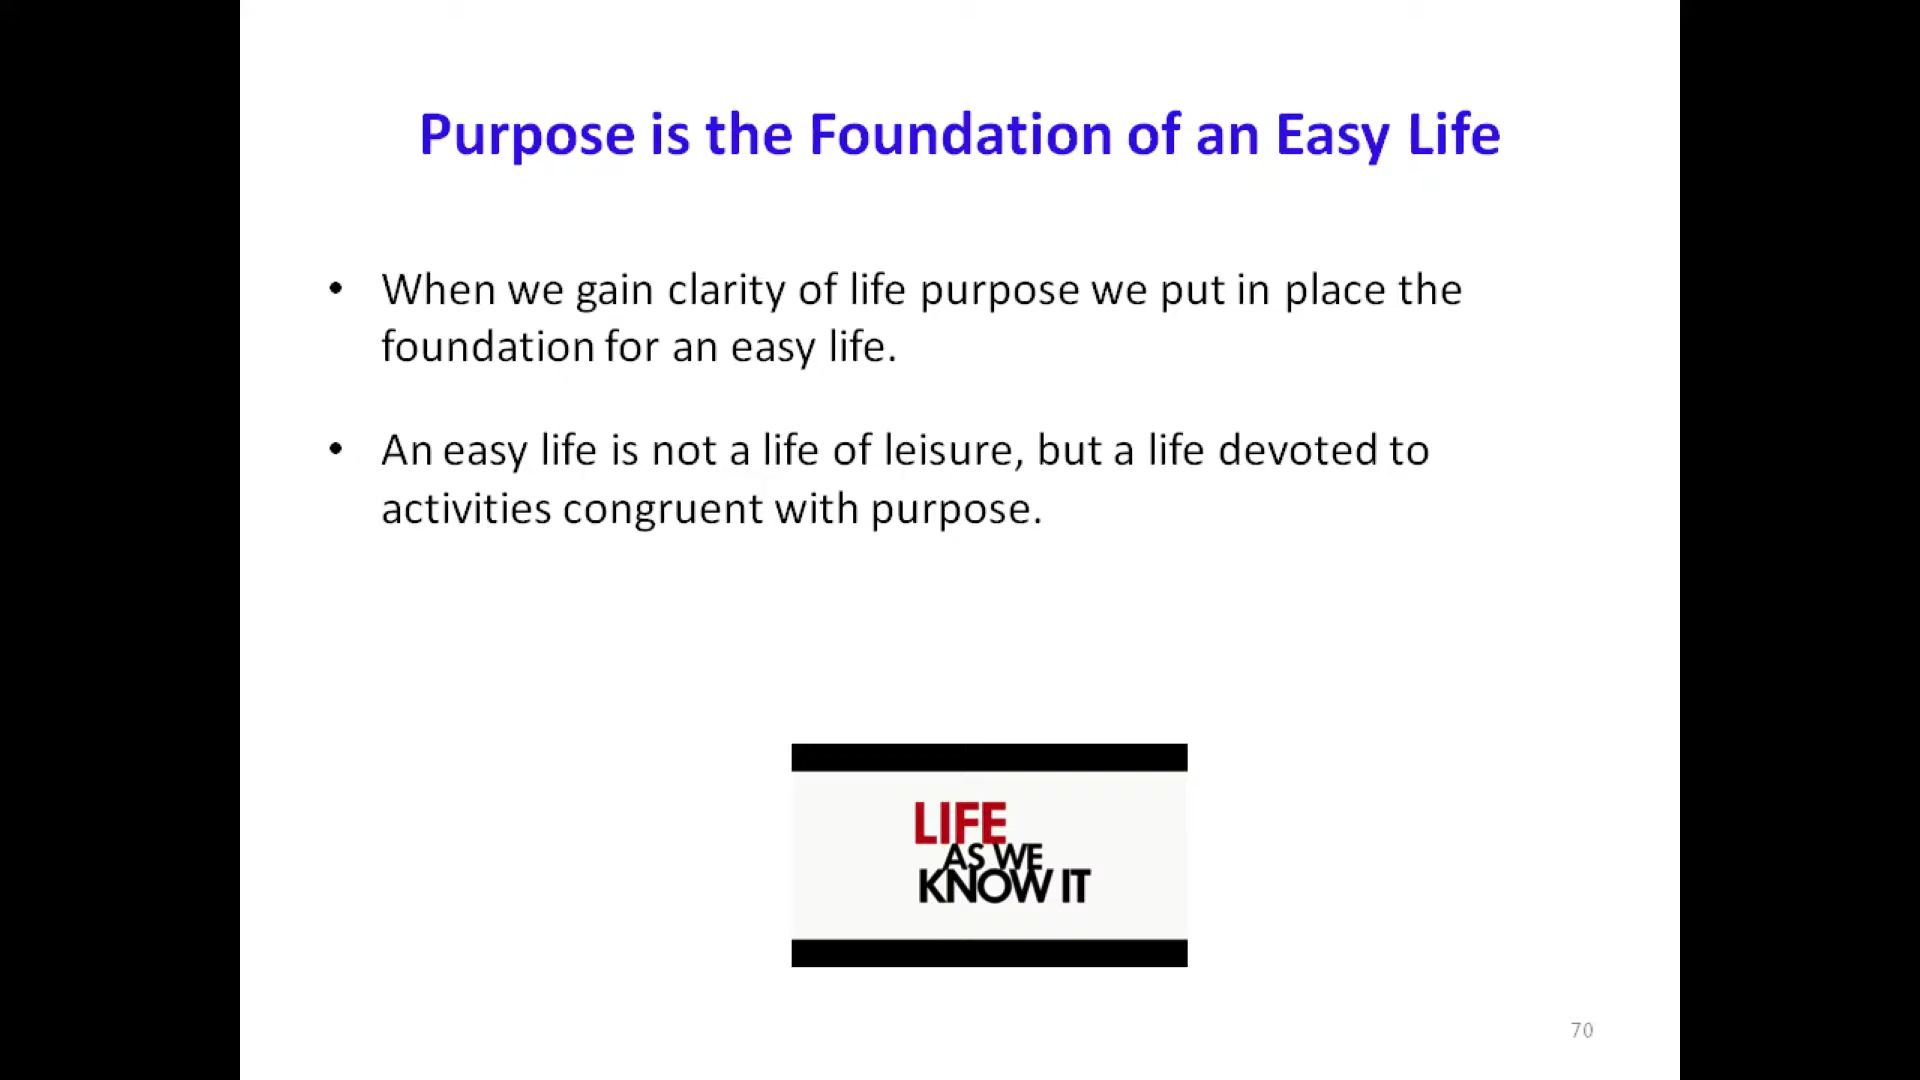 Purpose is the Foundation of an Easy Life
• When we gain clarity of life purpose we put in place the
foundation for an easy life.
• An easy life is not a life of leisure, but a life devoted to
activities congruent with purpose.
LIFE
AS WE
KNOW IT
70